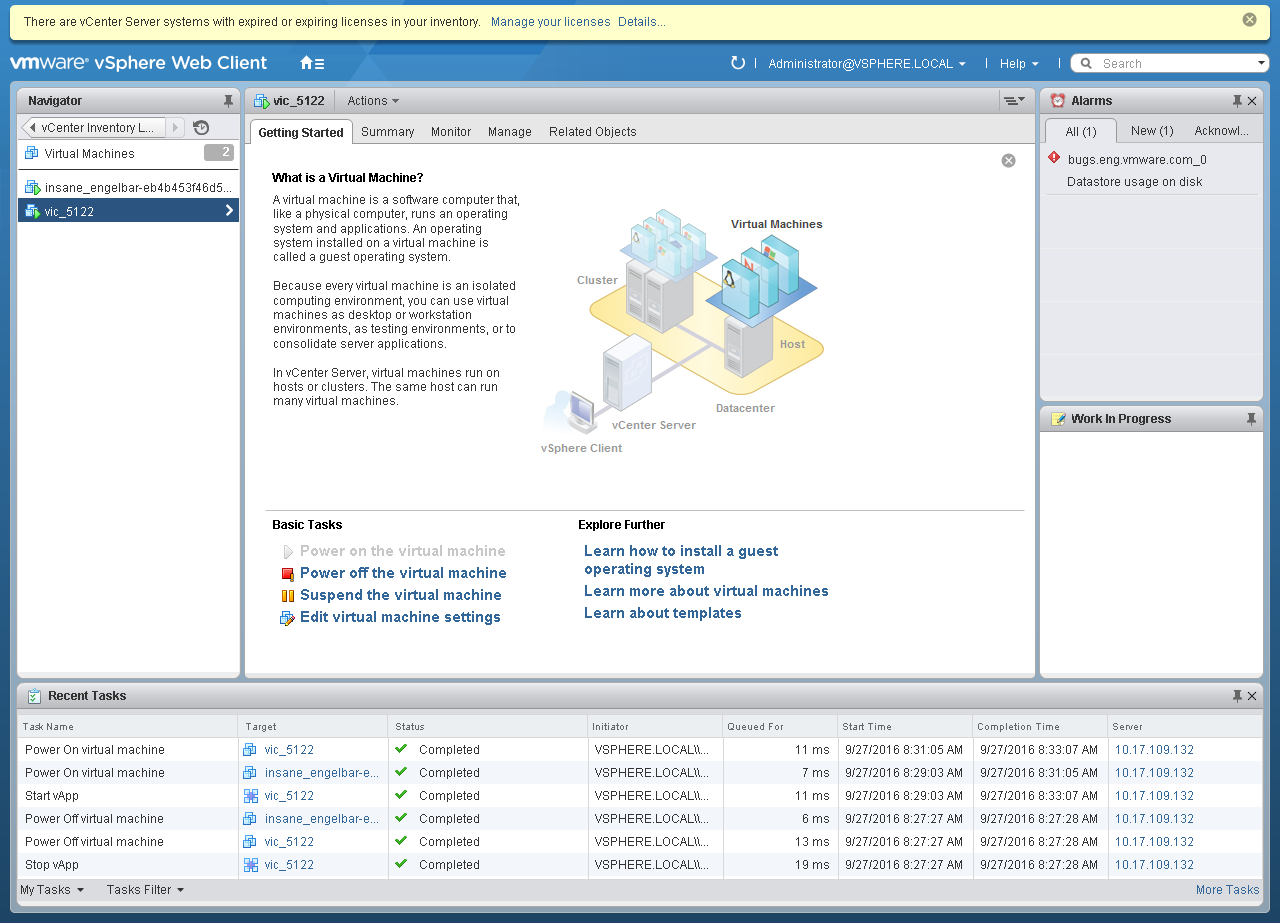 There are vCenter Server systems with expired or expiring licenses in your inventory. Manage your licenses Details...
vmware® vSphere Web Client
Administrator@VSPHERE.LOCAL
Help
Search
Navigator
vCenter Inventory L...
Virtual Machines 2
insane_engelbar-eb4b453f46d5...
vic_5122
vic_5122 Actions
Getting Started Summary Monitor Manage Related Objects
What is a Virtual Machine?
A virtual machine is a software computer that,
like a physical computer, runs an operating
system and applications. An operating
system installed on a virtual machine is
called a guest operating system.
Because every virtual machine is an isolated
computing environment, you can use virtual
machines as desktop or workstation
environments, as testing environments, or to
consolidate server applications.
In vCenter Server, virtual machines run on
hosts or clusters. The same host can run
many virtual machines.
Virtual Machines
Cluster
Host
Datacenter
vCenter Server
vSphere Client
Basic Tasks
Power on the virtual machine
Power off the virtual machine
Suspend the virtual machine
Edit virtual machine settings
Explore Further
Learn how to install a guest
operating system
Learn more about virtual machines
Learn about templates
Alarms
All (1) New (1) Acknowl...
bugs.eng.vmware.com_0
Datastore usage on disk
Work In Progress
Recent Tasks
Task Name Target Status Initiator Queued For Start Time Completion Time Server
Power On virtual machine vic_5122 Completed VSPHERE.LOCAL\\... 11 ms 9/27/2016 8:31:05 AM 9/27/2016 8:33:07 AM 10.17.109.132
Power On virtual machine insane_engelbar-e... Completed VSPHERE.LOCAL\\... 7 ms 9/27/2016 8:29:03 AM 9/27/2016 8:31:05 AM 10.17.109.132
Start vApp vic_5122 Completed VSPHERE.LOCAL\\... 11 ms 9/27/2016 8:29:03 AM 9/27/2016 8:33:07 AM 10.17.109.132
Power Off virtual machine insane_engelbar-e... Completed VSPHERE.LOCAL\\... 6 ms 9/27/2016 8:27:27 AM 9/27/2016 8:27:28 AM 10.17.109.132
Power Off virtual machine vic_5122 Completed VSPHERE.LOCAL\\... 13 ms 9/27/2016 8:27:27 AM 9/27/2016 8:27:28 AM 10.17.109.132
Stop vApp vic_5122 Completed VSPHERE.LOCAL\\... 19 ms 9/27/2016 8:27:27 AM 9/27/2016 8:27:28 AM 10.17.109.132
My Tasks Tasks Filter More Tasks